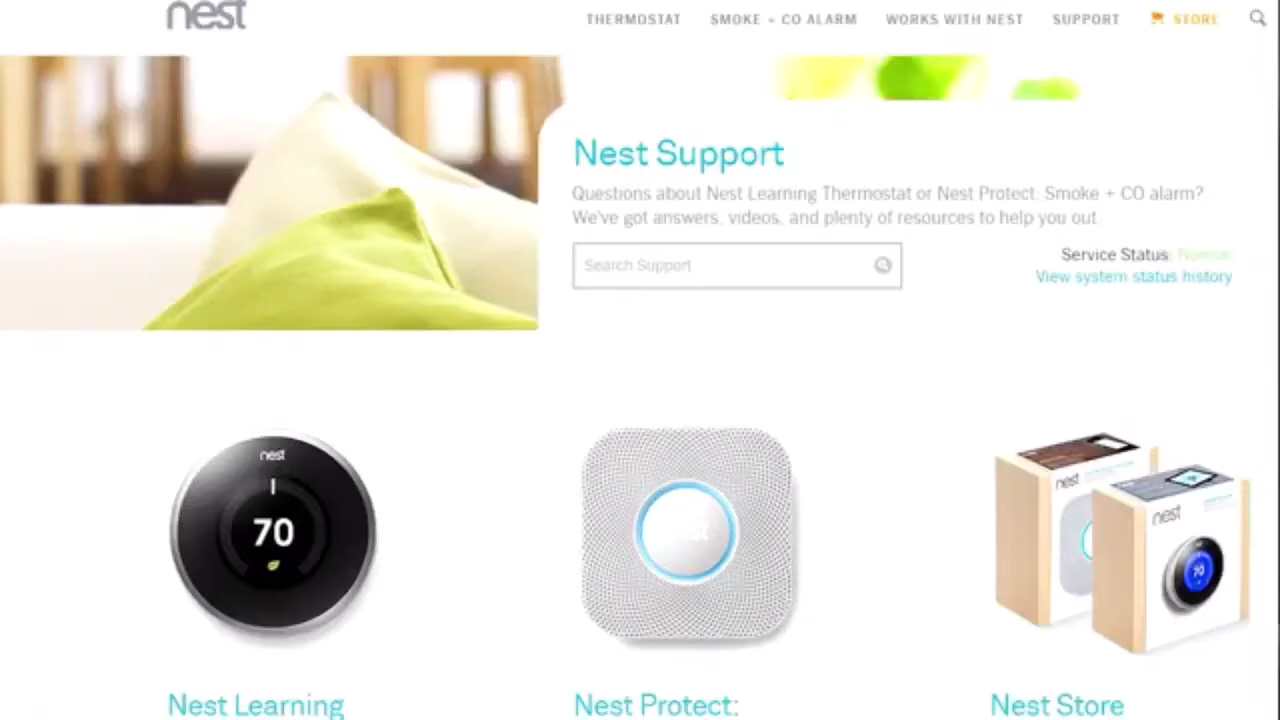 nest
THERMOSTAT SMOKE + CO ALARM WORKS WITH NEST SUPPORT STORE
Nest Support
Questions about Nest Learning Thermostat or Nest Protect: Smoke + CO alarm?
We've got answers, videos, and plenty of resources to help you out
Search Support
Service Status: Normal
View system status history
nest
70
nest
nest
70
Nest Learning
Nest Protect:
Nest Store